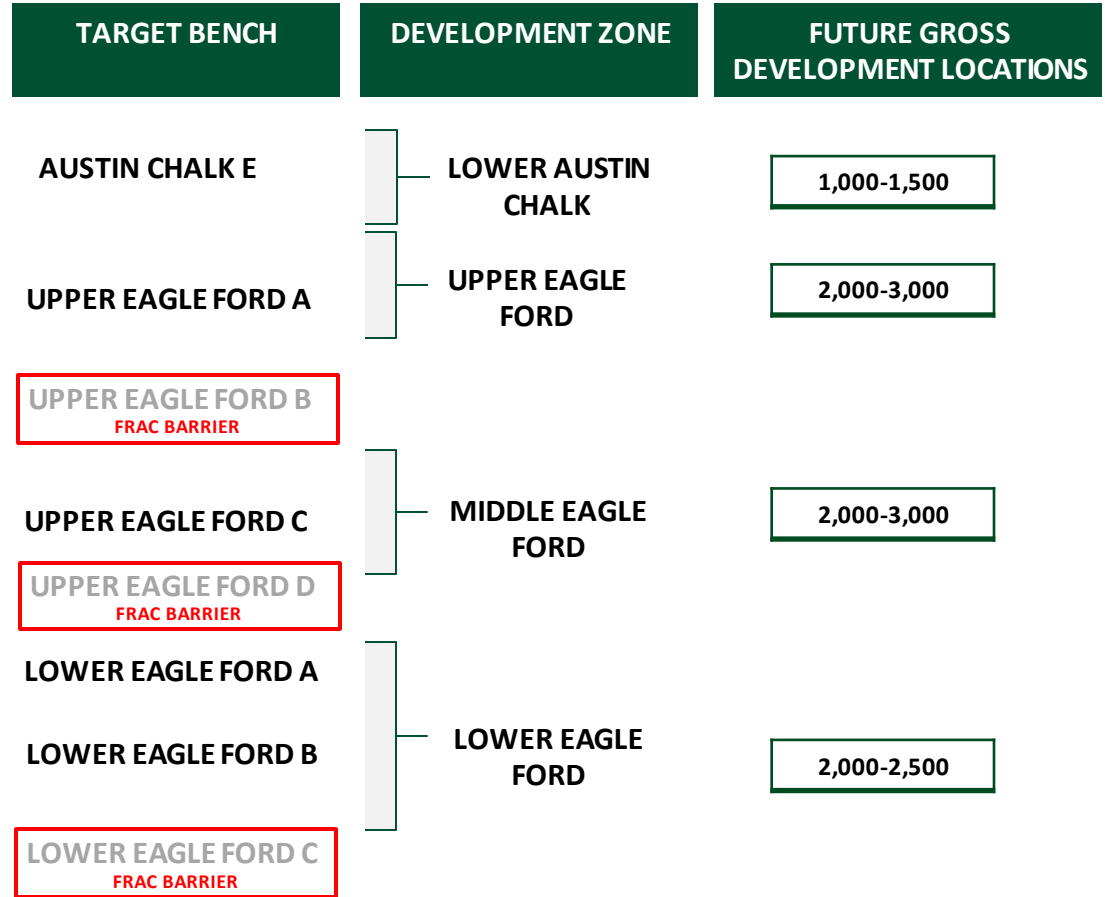 TARGET BENCH
DEVELOPMENT ZONE
FUTURE GROSS
DEVELOPMENT LOCATIONS
AUSTIN CHALK E
LOWER AUSTIN
CHALK
1,000-1,500
UPPER EAGLE FORD A
UPPER EAGLE
FORD
2,000-3,000
UPPER EAGLE FORD B
FRAC BARRIER
UPPER EAGLE FORD C
MIDDLE EAGLE
FORD
2,000-3,000
UPPER EAGLE FORD D
FRAC BARRIER
LOWER EAGLE FORD A
LOWER EAGLE FORD B
LOWER EAGLE
FORD
2,000-2,500
LOWER EAGLE FORD C
FRAC BARRIER